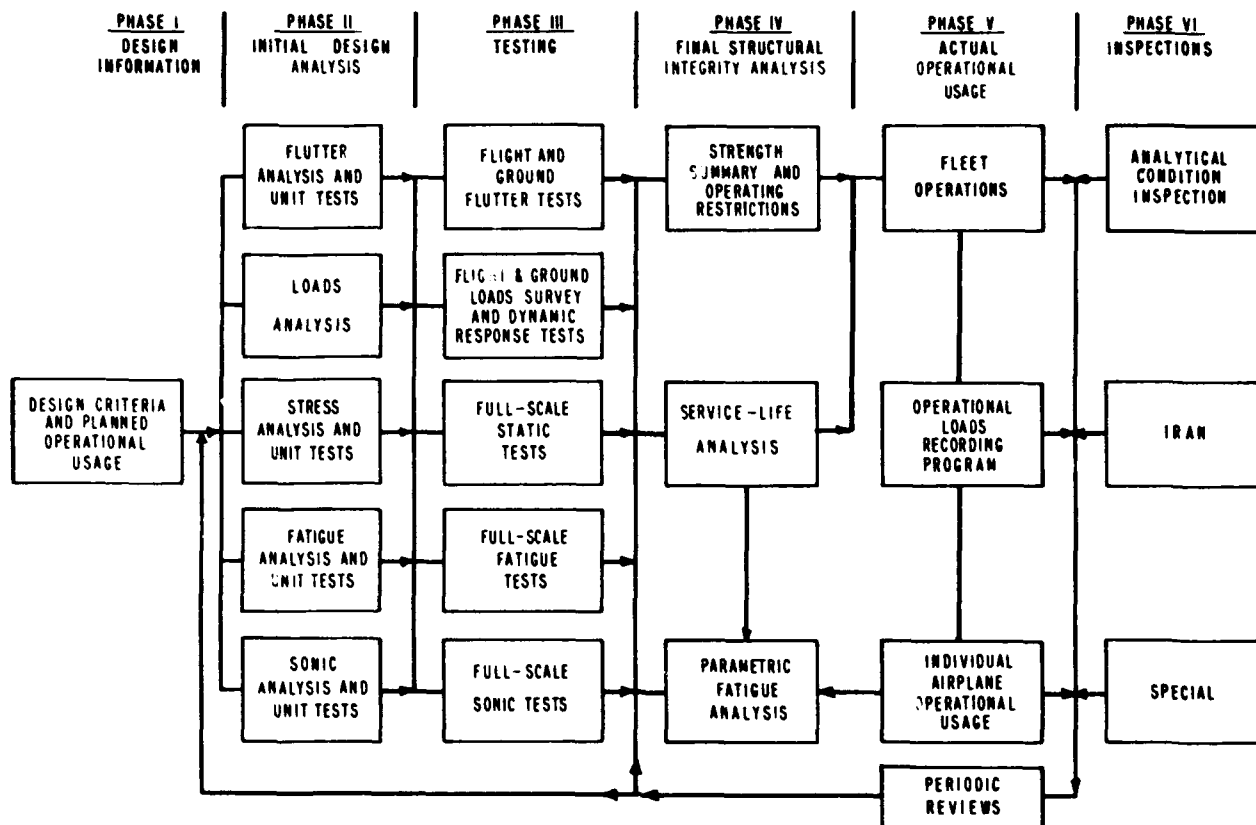 PHASE I
DESIGN
INFORMATION
PHASE II
INITIAL DESIGN
ANALYSIS
PHASE III
TESTING
PHASE IV
FINAL STRUCTURAL
INTEGRITY ANALYSIS
PHASE V
ACTUAL
OPERATIONAL
USAGE
PHASE VI
INSPECTIONS
FLUTTER
ANALYSIS AND
UNIT TESTS
FLIGHT AND
GROUND
FLUTTER TESTS
STRENGTH
SUMMARY AND
OPERATING
RESTRICTIONS
FLEET
OPERATIONS
ANALYTICAL
CONDITION
INSPECTION
LOADS
ANALYSIS
FLIGHT & GROUND
LOADS SURVEY
AND DYNAMIC
RESPONSE TESTS
DESIGN CRITERIA
AND PLANNED
OPERATIONAL
USAGE
STRESS
ANALYSIS AND
UNIT TESTS
FULL-SCALE
STATIC
TESTS
SERVICE-LIFE
ANALYSIS
OPERATIONAL
LOADS
RECORDING
PROGRAM
IRAN
FATIGUE
ANALYSIS AND
UNIT TESTS
FULL-SCALE
FATIGUE
TESTS
SONIC
ANALYSIS AND
UNIT TESTS
FULL-SCALE
SONIC TESTS
PARAMETRIC
FATIGUE
ANALYSIS
INDIVIDUAL
AIRPLANE
OPERATIONAL
USAGE
SPECIAL
PERIODIC
REVIEWS